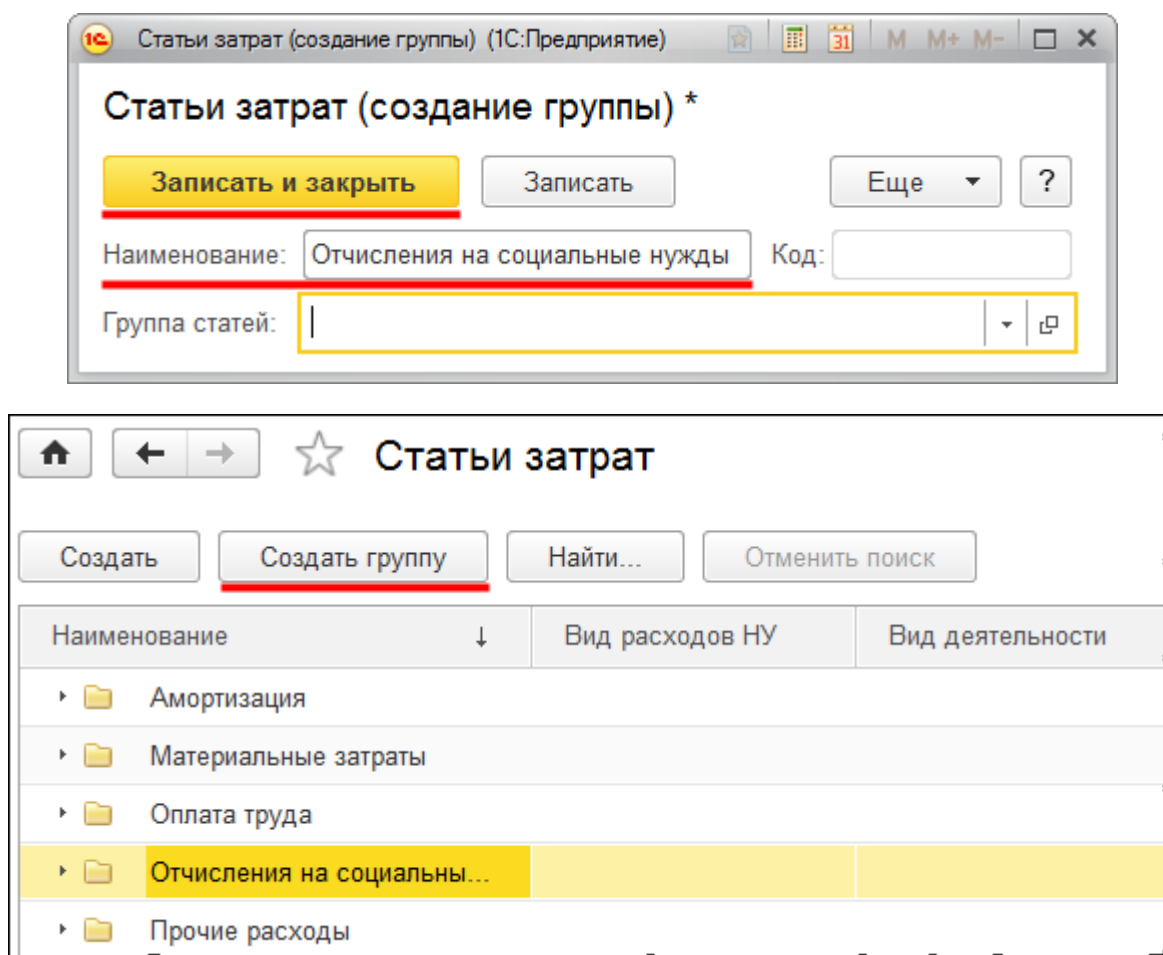 1С Статьи затрат (создание группы) (1С:Предприятие) 31 M M+ M-
Статьи затрат (создание группы) *
Записать и закрыть Записать Еще ?
Наименование: Отчисления на социальные нужды Код:
Группа статей:
Статьи затрат
Создать Создать группу Найти... Отменить поиск
Наименование ↓ Вид расходов НУ Вид деятельности
Амортизация
Материальные затраты
Оплата труда
Отчисления на социальны...
Прочие расходы